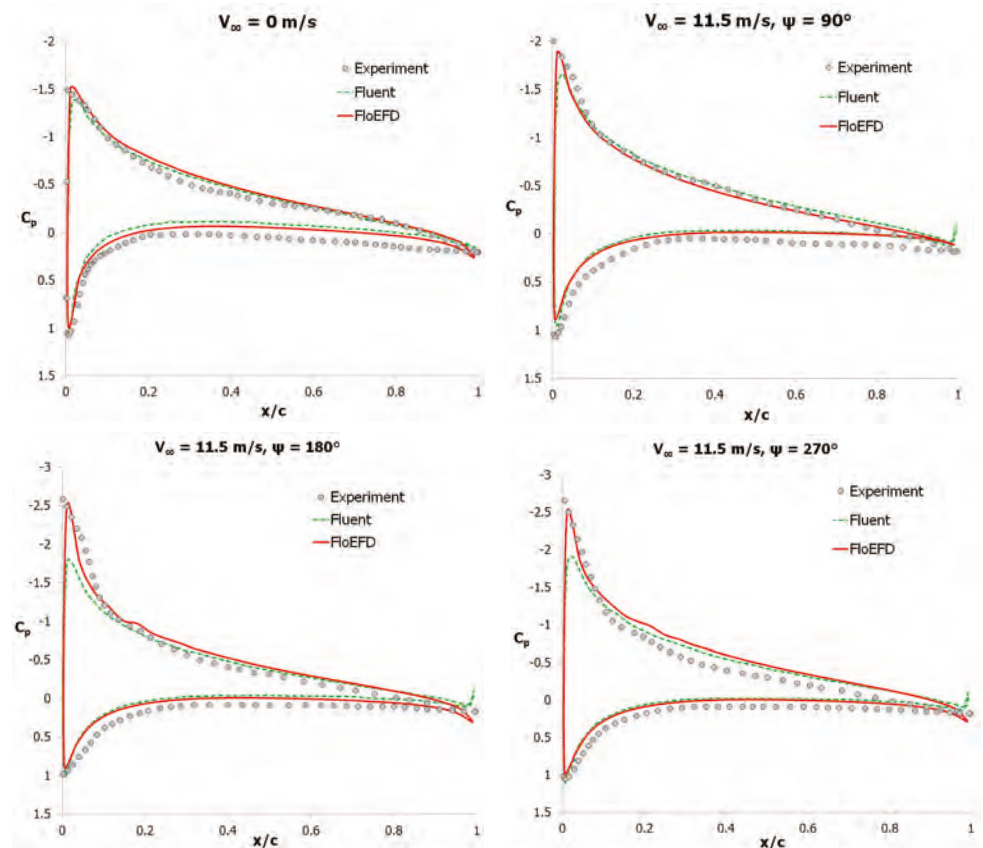 V∞ = 0 m/s
Experiment
Fluent
FloEFD
-2
-1.5
-1
-0.5
0
0.5
1
1.5
Cp
0
0.2
0.4
0.6
0.8
1
x/c
V∞ = 11.5 m/s, ψ = 90°
Experiment
Fluent
FloEFD
-2
-1.5
-1
-0.5
0
0.5
1
1.5
Cp
0
0.2
0.4
0.6
0.8
1
x/c
V∞ = 11.5 m/s, ψ = 180°
Experiment
Fluent
FloEFD
-3
-2.5
-2
-1.5
-1
-0.5
0
0.5
1
1.5
Cp
0
0.2
0.4
0.6
0.8
1
x/c
V∞ = 11.5 m/s, ψ = 270°
Experiment
Fluent
FloEFD
-3
-2.5
-2
-1.5
-1
-0.5
0
0.5
1
1.5
Cp
0
0.2
0.4
0.6
0.8
1
x/c